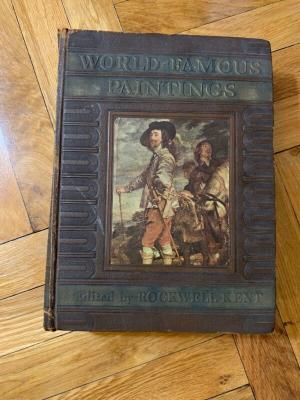 WORLD-FAMOUS
PAINTINGS
Edited by ROCKWELL KENT